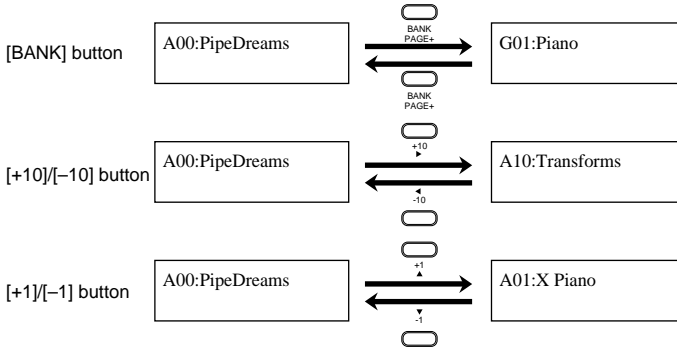 BANK
PAGE+
[BANK] button
A00:PipeDreams
G01:Piano
BANK
PAGE+
+10
[+10]/[–10] button
A00:PipeDreams
A10:Transforms
-10
+1
[+1]/[–1] button
A00:PipeDreams
A01:X Piano
-1